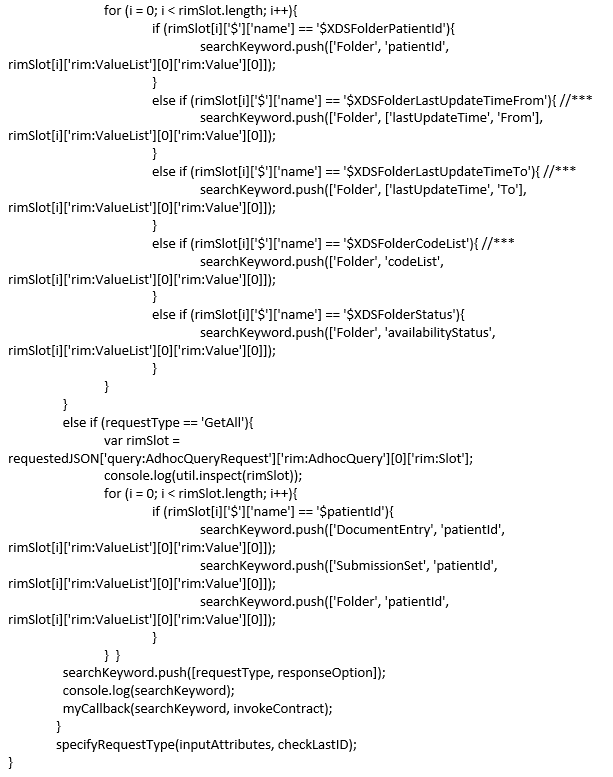 for (i = 0; i < rimSlot.length; i++){
if (rimSlot[i]['$']['name'] == '$XDSFolderPatientId'){
searchKeyword.push(['Folder', 'patientId',
rimSlot[i]['rim:ValueList'][0]['rim:Value'][0]]);
}
else if (rimSlot[i]['$']['name'] == '$XDSFolderLastUpdateTimeFrom'){ //***
searchKeyword.push(['Folder', ['lastUpdateTime', 'From'],
rimSlot[i]['rim:ValueList'][0]['rim:Value'][0]]);
}
else if (rimSlot[i]['$']['name'] == '$XDSFolderLastUpdateTimeTo'){ //***
searchKeyword.push(['Folder', ['lastUpdateTime', 'To'],
rimSlot[i]['rim:ValueList'][0]['rim:Value'][0]]);
}
else if (rimSlot[i]['$']['name'] == '$XDSFolderCodeList'){ //***
searchKeyword.push(['Folder', 'codeList',
rimSlot[i]['rim:ValueList'][0]['rim:Value'][0]]);
}
else if (rimSlot[i]['$']['name'] == '$XDSFolderStatus'){
searchKeyword.push(['Folder', 'availabilityStatus',
rimSlot[i]['rim:ValueList'][0]['rim:Value'][0]]);
}
}
}
else if (requestType == 'GetAll'){
var rimSlot =
requestedJSON['query:AdhocQueryRequest']['rim:AdhocQuery'][0]['rim:Slot'];
console.log(util.inspect(rimSlot));
for (i = 0; i < rimSlot.length; i++){
if (rimSlot[i]['$']['name'] == '$patientId'){
searchKeyword.push(['DocumentEntry', 'patientId',
rimSlot[i]['rim:ValueList'][0]['rim:Value'][0]]);
searchKeyword.push(['SubmissionSet', 'patientId',
rimSlot[i]['rim:ValueList'][0]['rim:Value'][0]]);
searchKeyword.push(['Folder', 'patientId',
rimSlot[i]['rim:ValueList'][0]['rim:Value'][0]]);
}
} }
searchKeyword.push([requestType, responseOption]);
console.log(searchKeyword);
myCallback(searchKeyword, invokeContract);
}
specifyRequestType(inputAttributes, checkLastID);
}